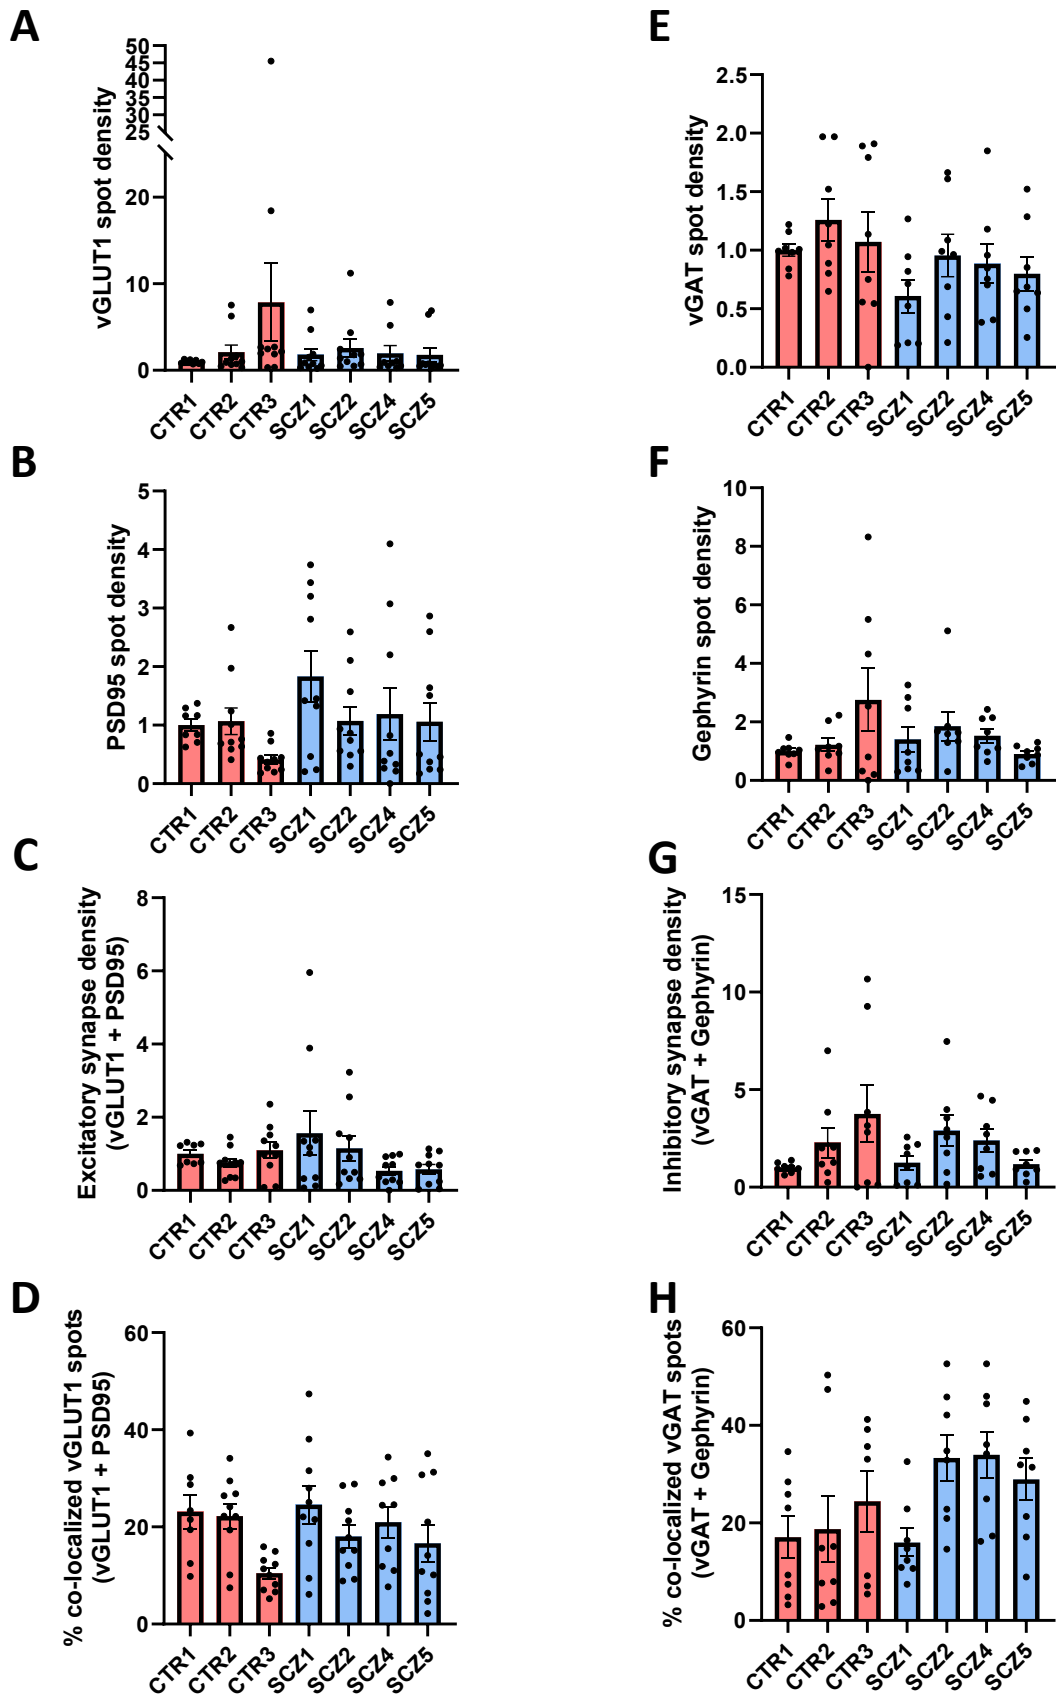 A
vGLUT1 spot density
50
45
40
35
30
25
20
10
0
CTR1
CTR2
CTR3
SCZ1
SCZ2
SCZ4
SCZ5
B
PSD95 spot density
5
4
3
2
1
0
CTR1
CTR2
CTR3
SCZ1
SCZ2
SCZ4
SCZ5
C
Excitatory synapse density
(vGLUT1 + PSD95)
8
6
4
2
0
CTR1
CTR2
CTR3
SCZ1
SCZ2
SCZ4
SCZ5
D
% co-localized vGLUT1 spots
(vGLUT1 + PSD95)
60
40
20
0
CTR1
CTR2
CTR3
SCZ1
SCZ2
SCZ4
SCZ5
E
vGAT spot density
2.5
2.0
1.5
1.0
0.5
0.0
CTR1
CTR2
CTR3
SCZ1
SCZ2
SCZ4
SCZ5
F
Gephyrin spot density
10
8
6
4
2
0
CTR1
CTR2
CTR3
SCZ1
SCZ2
SCZ4
SCZ5
G
Inhibitory synapse density
(vGAT + Gephyrin)
15
10
5
0
CTR1
CTR2
CTR3
SCZ1
SCZ2
SCZ4
SCZ5
H
% co-localized vGAT spots
(vGAT + Gephyrin)
60
40
20
0
CTR1
CTR2
CTR3
SCZ1
SCZ2
SCZ4
SCZ5